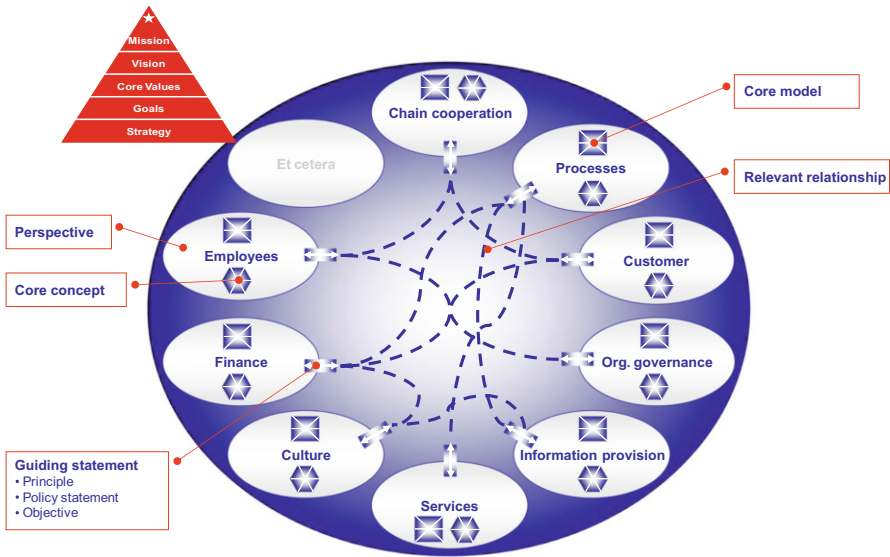 Mission
Vision
Core Values
Goals
Strategy
Chain cooperation
Et cetera
Processes
Core model
Relevant relationship
Perspective
Employees
Customer
Core concept
Finance
Org. governance
Guiding statement
• Principle
• Policy statement
• Objective
Culture
Information provision
Services